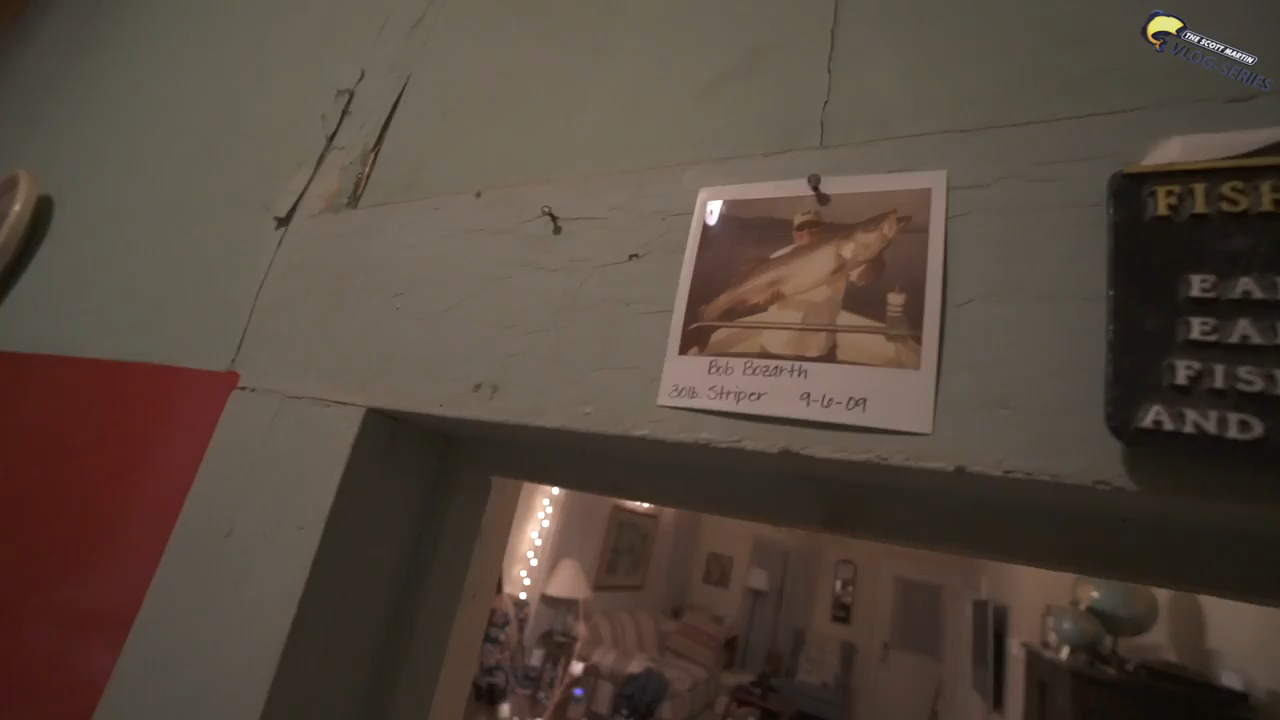 THE SCOTT MARTIN
VLOG SERIES
Bob Bozarth
30lb. Striper 9-6-09
FISH
EA
EA
FIS
AND